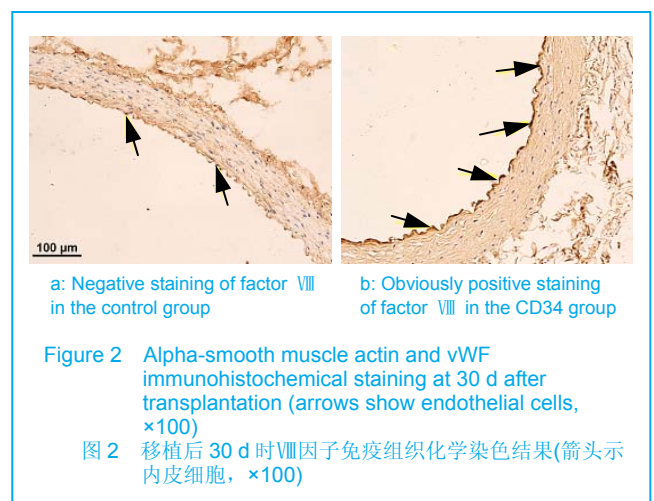 100 μm
a: Negative staining of factor Ⅷ
in the control group
b: Obviously positive staining
of factor Ⅷ in the CD34 group
Figure 2 Alpha-smooth muscle actin and vWF
immunohistochemical staining at 30 d after
transplantation (arrows show endothelial cells,
×100)
图 2 移植后 30 d 时Ⅷ因子免疫组织化学染色结果(箭头示
内皮细胞，×100)